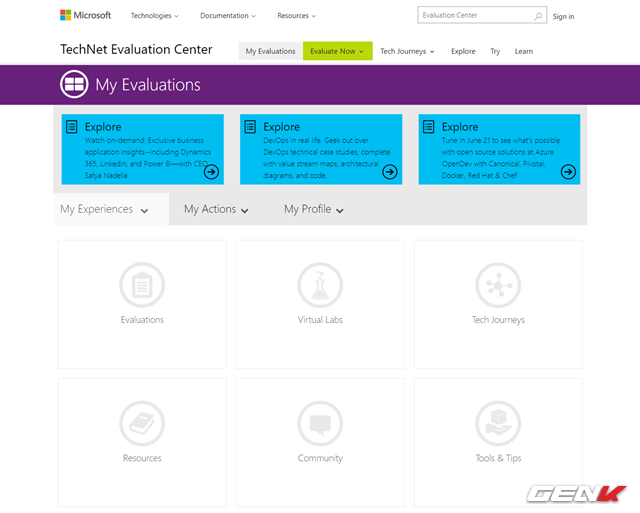 Microsoft
Technologies
Documentation
Resources
Evaluation Center
Sign in
TechNet Evaluation Center
My Evaluations
Evaluate Now
Tech Journeys
Explore
Try
Learn
My Evaluations
Explore
Watch on-demand: Exclusive business
application insights--including Dynamics
365, LinkedIn, and Power BI—with CEO
Satya Nadella
Explore
DevOps in real life. Geek out over
DevOps technical case studies, complete
with value stream maps, architectural
diagrams, and code.
Explore
Tune in June 21 to see what's possible
with open source solutions at Azure
OpenDev with Canonical, Pivotal,
Docker, Red Hat & Chef
My Experiences
My Actions
My Profile
Evaluations
Virtual Labs
Tech Journeys
Resources
Community
Tools & Tips
GENK